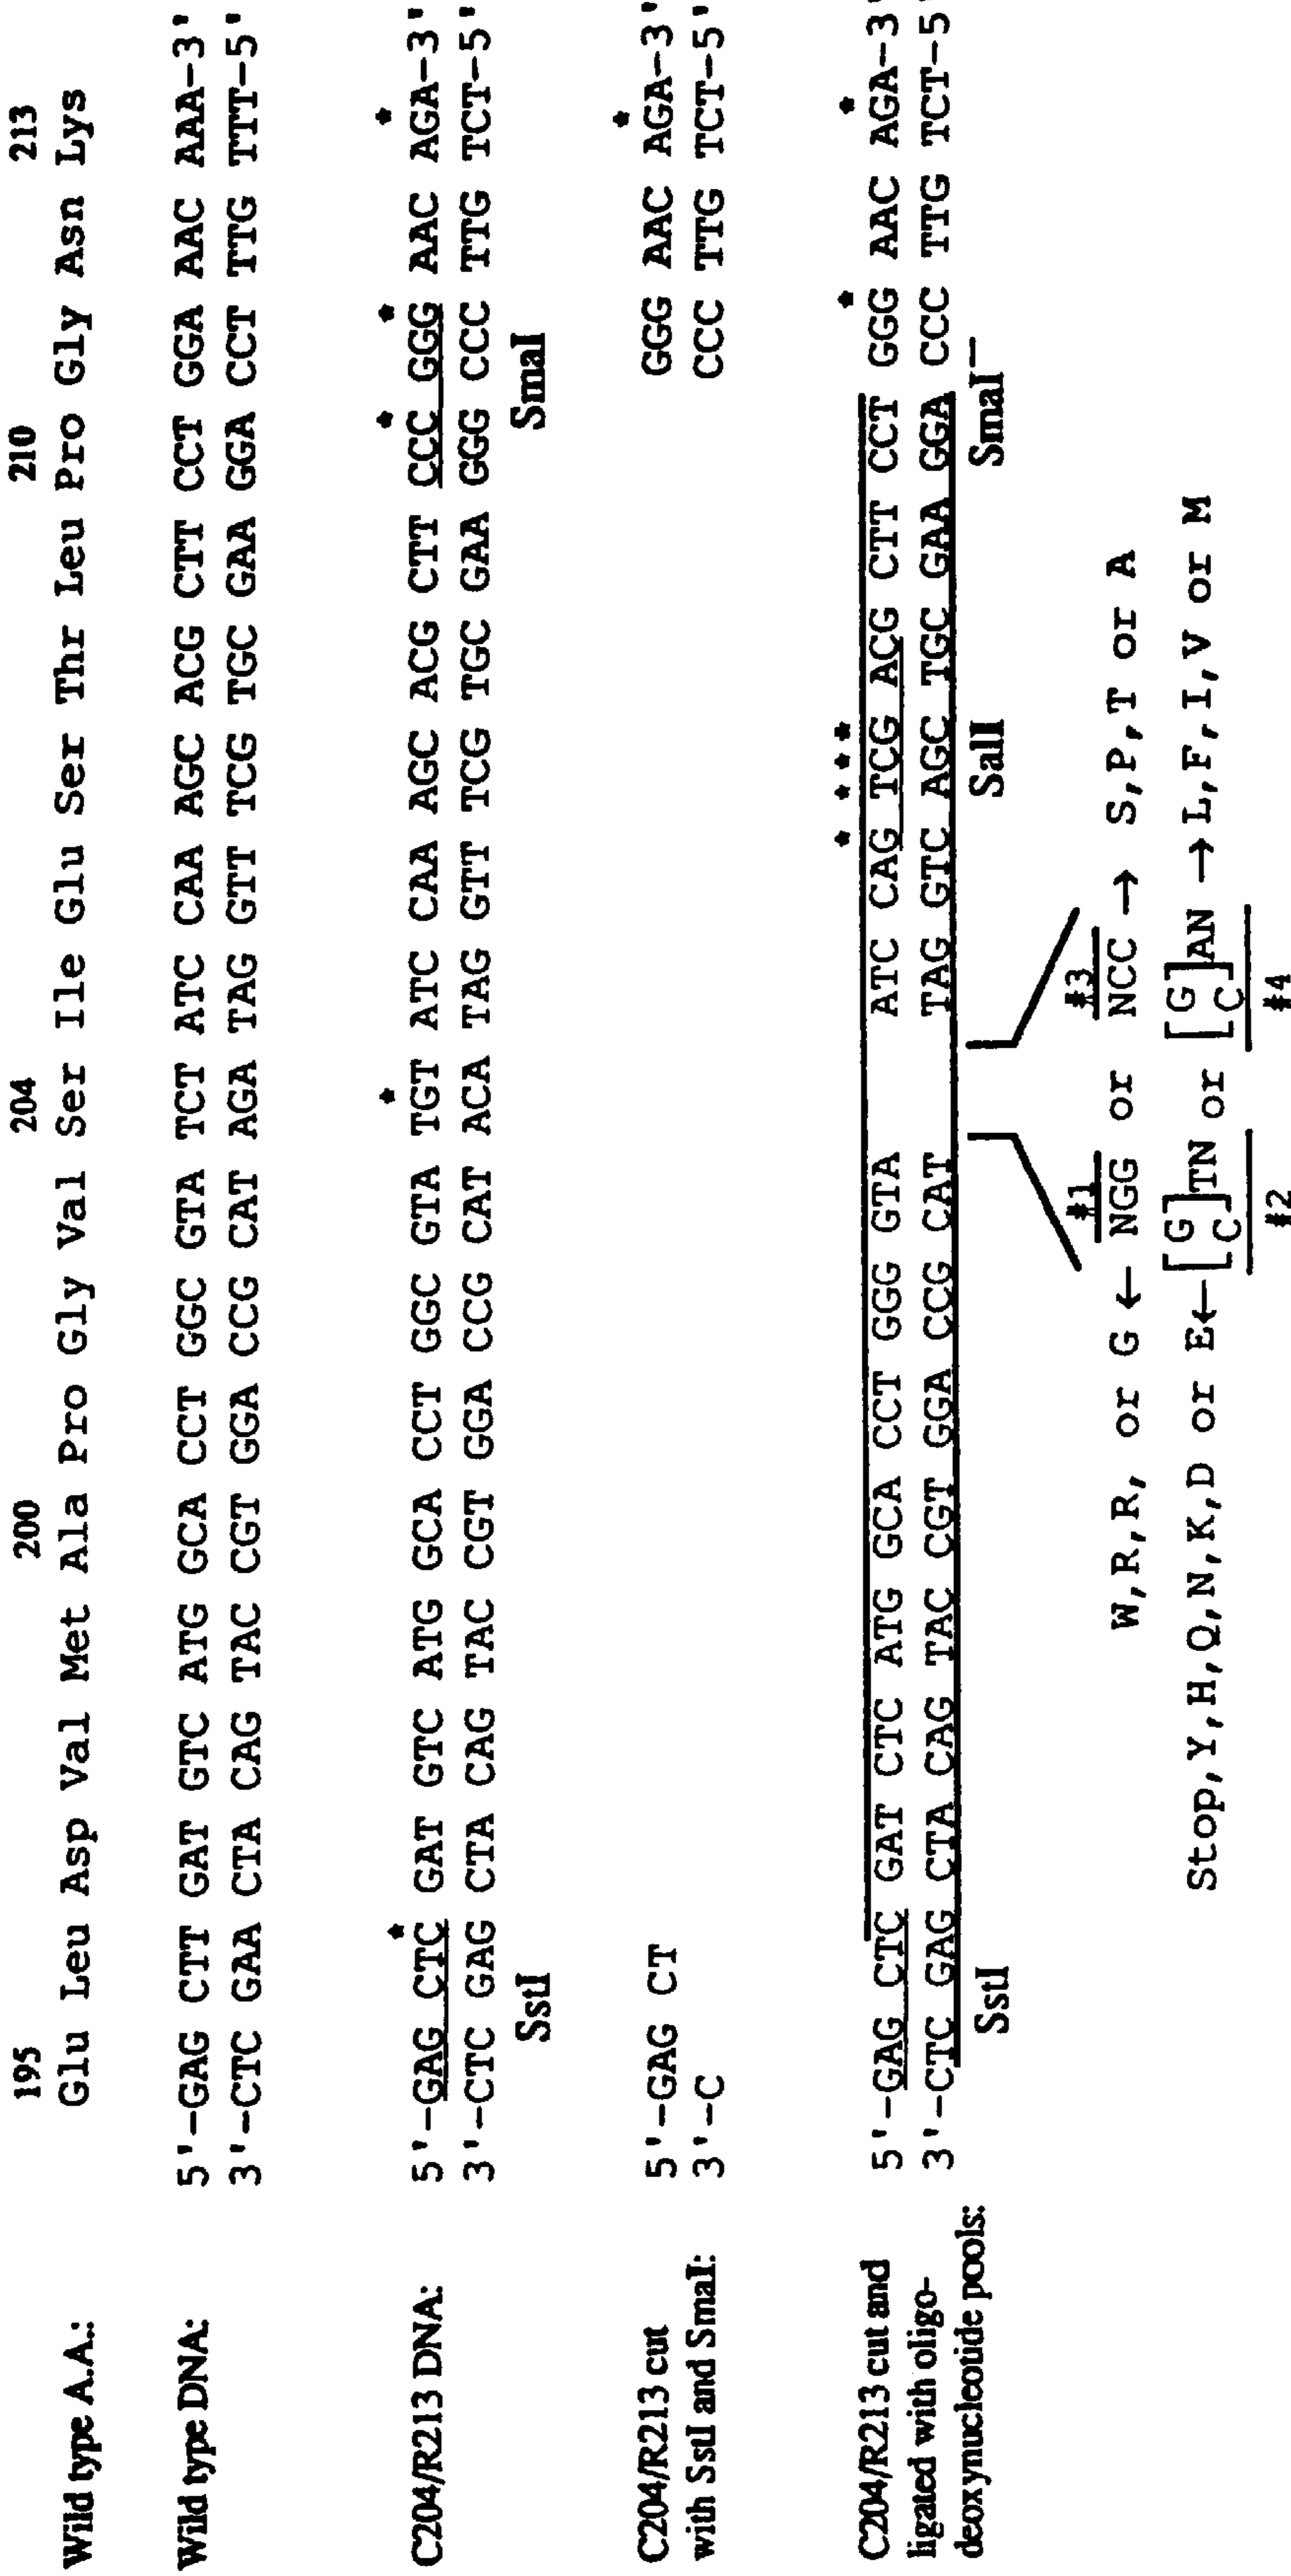 195 200 204 210 213
Wild type A.A.: Glu Leu Asp Val Met Ala Pro Gly Val Ser Ile Glu Ser Thr Leu Pro Gly Asn Lys
Wild type DNA: 5'-GAG CTT GAT GTC ATG GCA CCT GGC GTA TCT ATC CAA AGC ACG CTT CCT GGA AAC AAA-3'
3'-CTC GAA CTA CAG TAC CGT GGA CCG CAT AGA TAG GTT TCG TGC GAA GGA CCT TTG TTT-5'
* * * * *
C204/R213 DNA: 5'-GAG CTC GAT GTC ATG GCA CCT GGC GTA TGT ATC CAA AGC ACG CTT CCC GGG AAC AGA-3'
3'-CTC GAG CTA CAG TAC CGT GGA CCG CAT ACA TAG GTT TCG TGC GAA GGG CCC TTG TCT-5'
SstI SmaI
*
C204/R213 cut 5'-GAG CT GGG AAC AGA-3'
with SstI and SmaI: 3'-C CCC TTG TCT-5'
* * * * * *
C204/R213 cut and 5'-GAG CTC GAT CTC ATG GCA CCT GGG GTA ATC CAG TCG ACG CTT CCT GGG AAC AGA-3'
ligated with oligo- 3'-CTC GAG CTA CAG TAC CGT GGA CCG CAT TAG GTC AGC TGC GAA GGA CCC TTG TCT-5'
deoxynucleotide pools: SstI SalI SmaI—
#1 #3
W,R,R, or G ← NGG or NCC → S,P,T or A
Stop,Y,H,Q,N,K,D or E←[G C]TN or [G C]AN →L,F,I,V or M
#2 #4